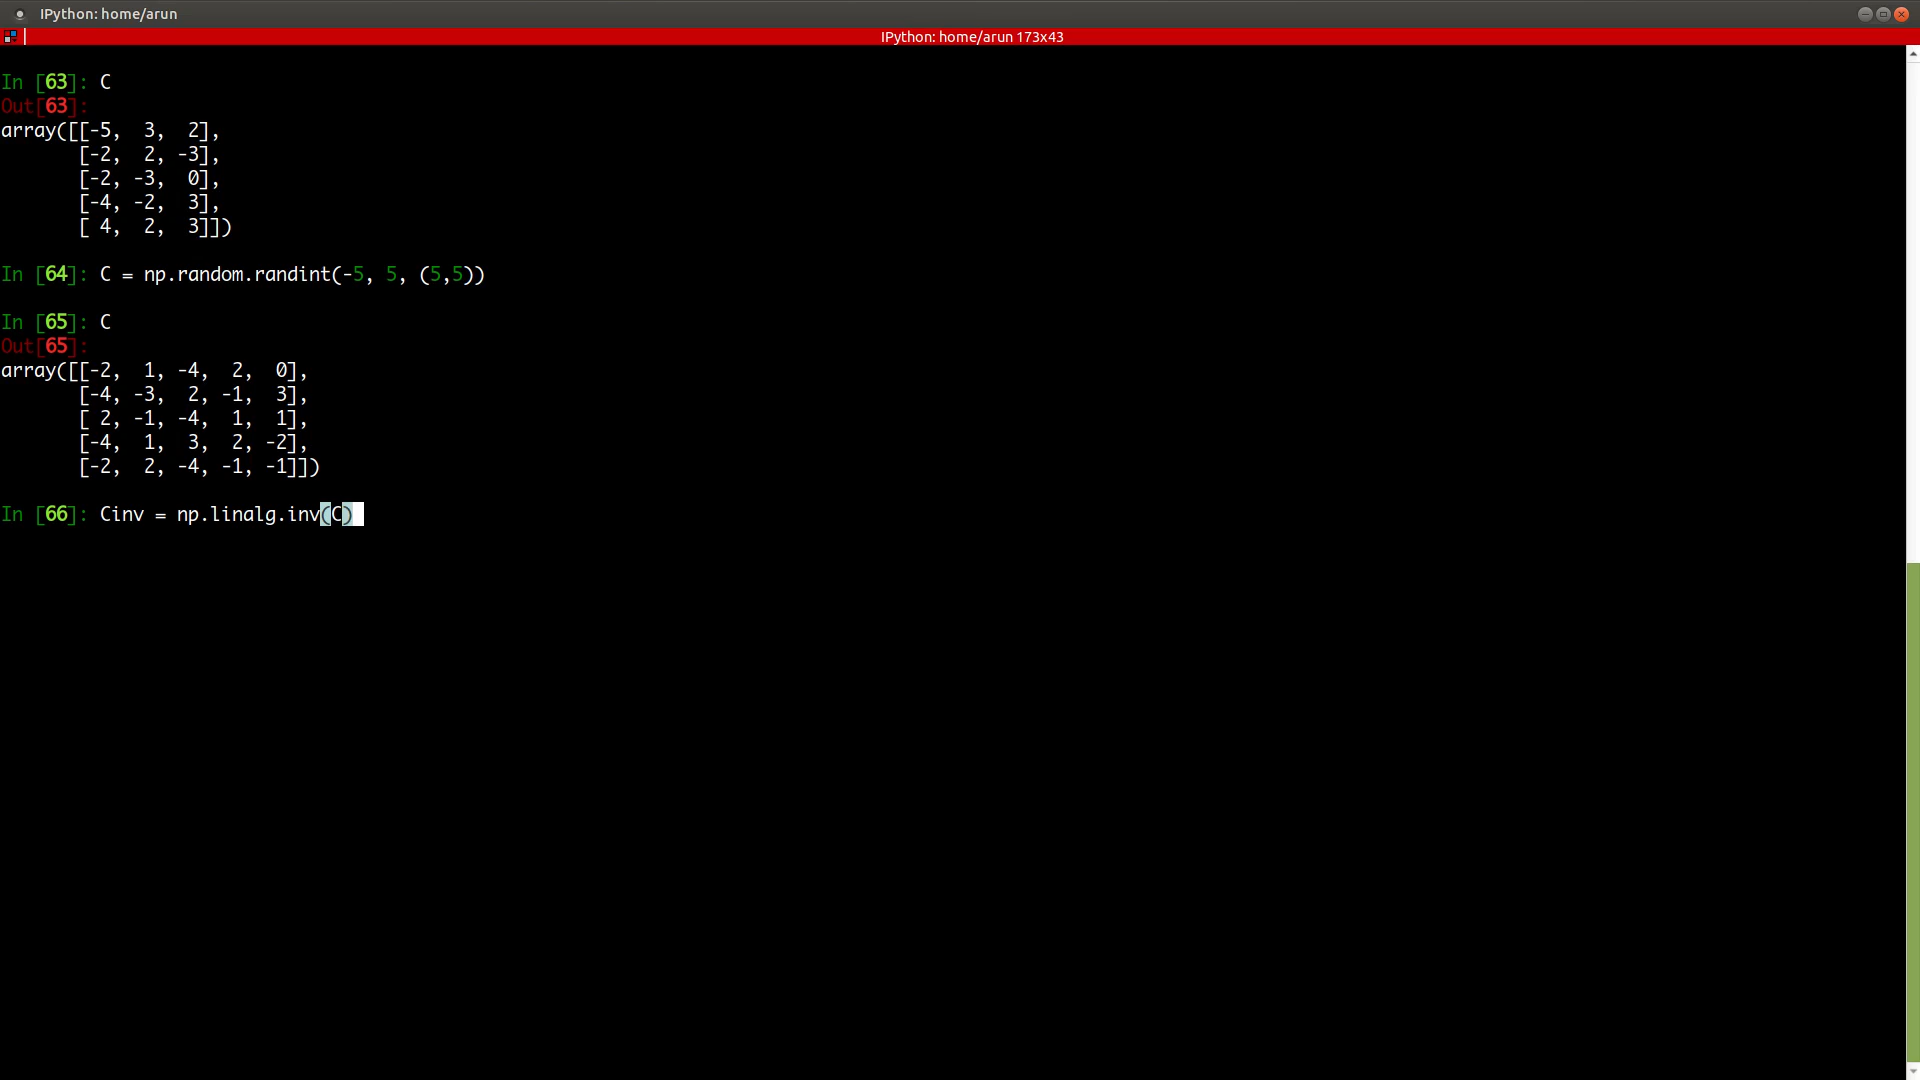 IPython: home/arun
IPython: home/arun 173x43
In [63]: C
Out[63]:
array([[-5,  3,  2],
       [-2,  2, -3],
       [-2, -3,  0],
       [-4, -2,  3],
       [ 4,  2,  3]])
In [64]: C = np.random.randint(-5, 5, (5,5))
In [65]: C
Out[65]:
array([[-2,  1, -4,  2,  0],
       [-4, -3,  2, -1,  3],
       [ 2, -1, -4,  1,  1],
       [-4,  1,  3,  2, -2],
       [-2,  2, -4, -1, -1]])
In [66]: Cinv = np.linalg.inv(C)